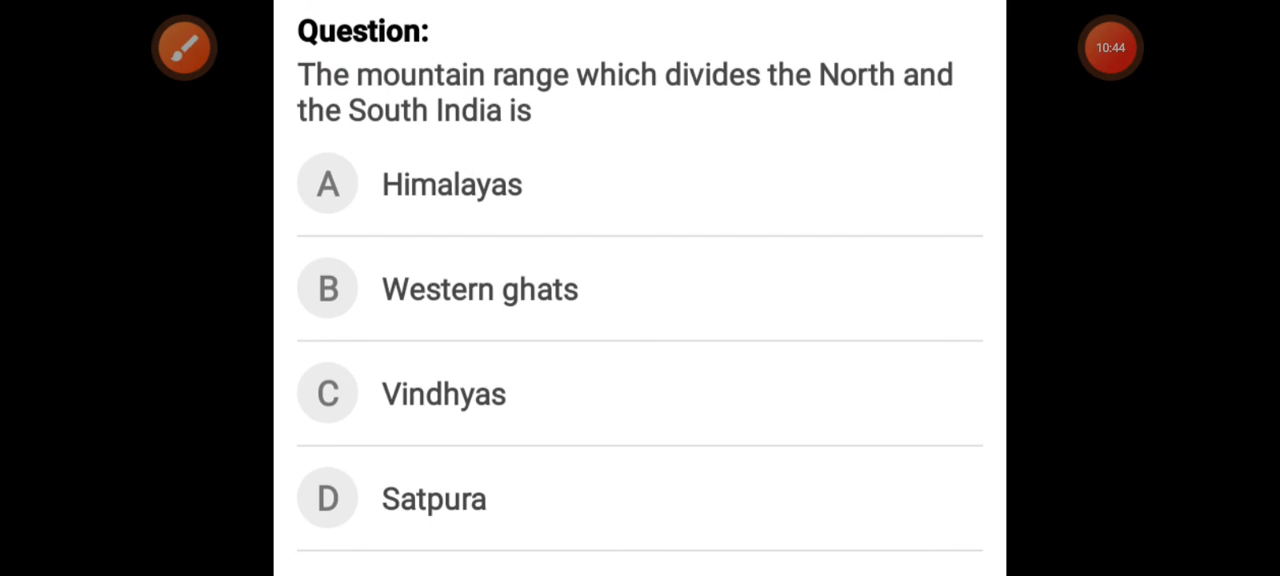 Question:
10:44
The mountain range which divides the North and
the South India is
A Himalayas
B Western ghats
C Vindhyas
D Satpura